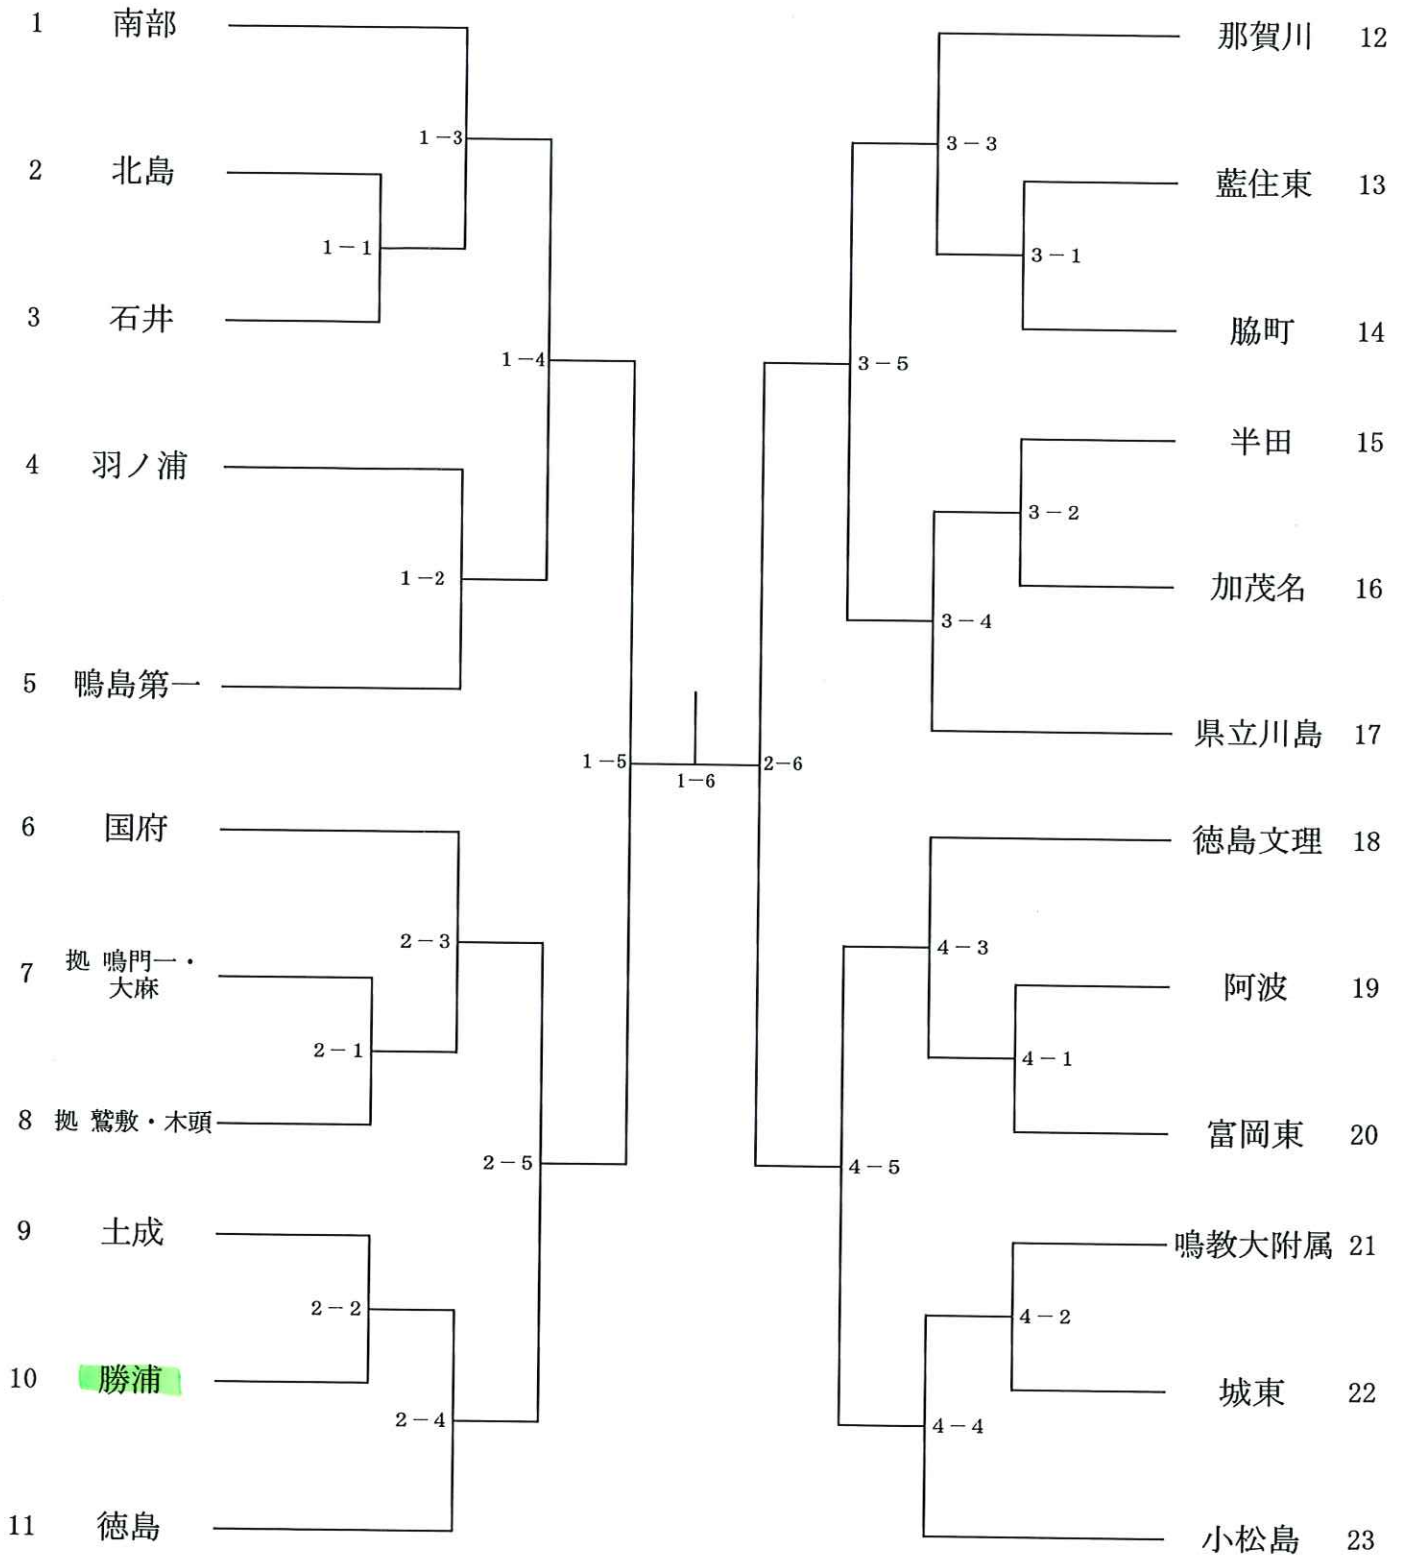 1 南部
1－3
2 北島
1－1
3 石井
1－4
4 羽ノ浦
1－2
5 鴨島第一
1－5
6 国府
2－3
7 拠 鳴門一・
大麻
2－1
8 拠 鷲敷・木頭
2－5
9 土成
2－2
10 勝浦
2－4
11 徳島
1－6
那賀川 12
3－3
藍住東 13
3－1
脇町 14
3－5
半田 15
3－2
加茂名 16
3－4
県立川島 17
2－6
徳島文理 18
4－3
阿波 19
4－1
富岡東 20
4－5
鳴教大附属 21
4－2
城東 22
4－4
小松島 23